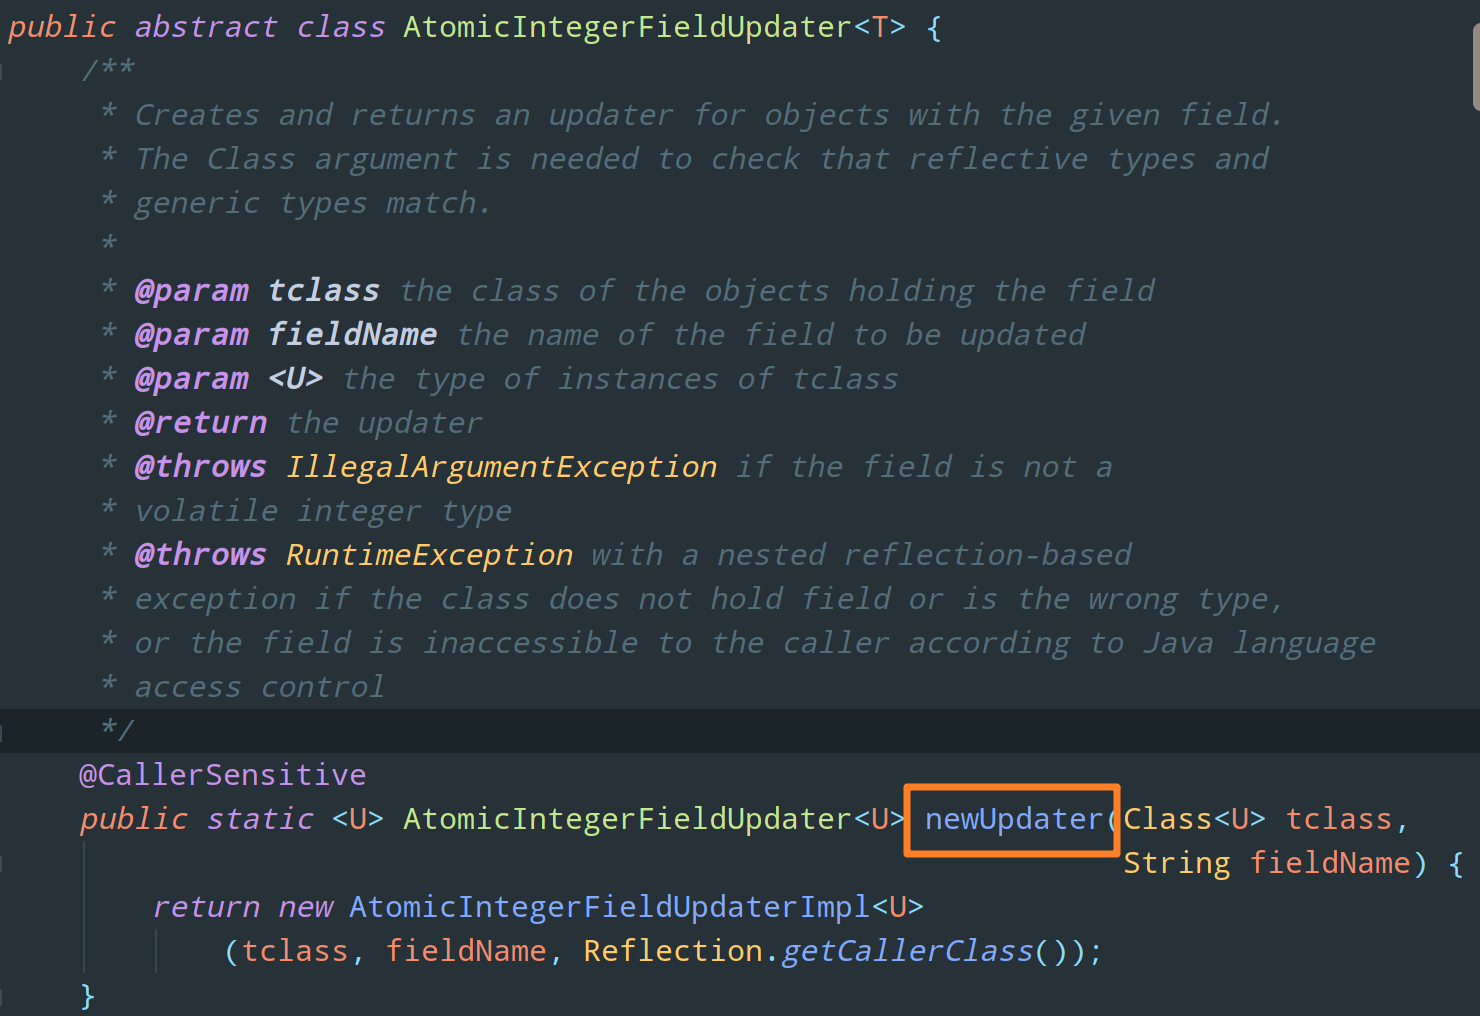 public abstract class AtomicIntegerFieldUpdater<T> {
/**
* Creates and returns an updater for objects with the given field.
* The Class argument is needed to check that reflective types and
* generic types match.
*
* @param tclass the class of the objects holding the field
* @param fieldName the name of the field to be updated
* @param <U> the type of instances of tclass
* @return the updater
* @throws IllegalArgumentException if the field is not a
* volatile integer type
* @throws RuntimeException with a nested reflection-based
* exception if the class does not hold field or is the wrong type,
* or the field is inaccessible to the caller according to Java language
* access control
*/
@CallerSensitive
public static <U> AtomicIntegerFieldUpdater<U> newUpdater(Class<U> tclass,
String fieldName) {
return new AtomicIntegerFieldUpdaterImpl<U>
(tclass, fieldName, Reflection.getCallerClass());
}